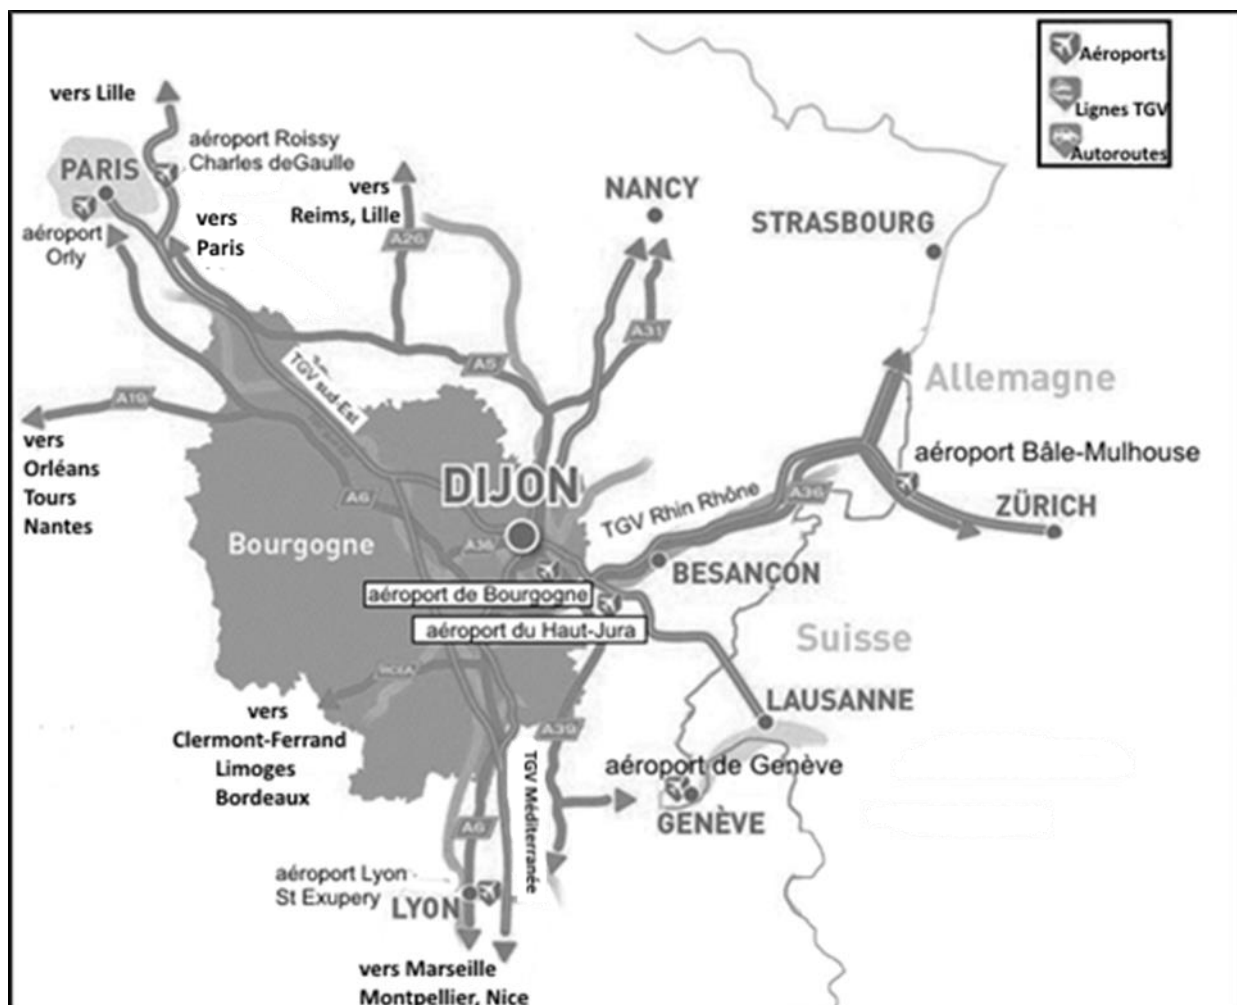 Aéroports
Lignes TGV
Autoroutes
vers Lille
aéroport Roissy
Charles deGaulle
PARIS
vers
Reims, Lille
NANCY
vers
Paris
aéroport
Orly
STRASBOURG
A26
A31
A5
TGV sud-Est
Allemagne
A19
vers
Orléans
Tours
Nantes
aéroport Bâle-Mulhouse
DIJON
A6
TGV Rhin Rhône
A36
ZÜRICH
Bourgogne
A38
BESANÇON
aéroport de Bourgogne
aéroport du Haut-Jura
Suisse
RCEA
vers
Clermont-Ferrand
Limoges
Bordeaux
LAUSANNE
A39
TGV Méditerranée
aéroport de Genève
GENÈVE
A6
aéroport Lyon
St Exupery
LYON
vers Marseille
Montpellier, Nice